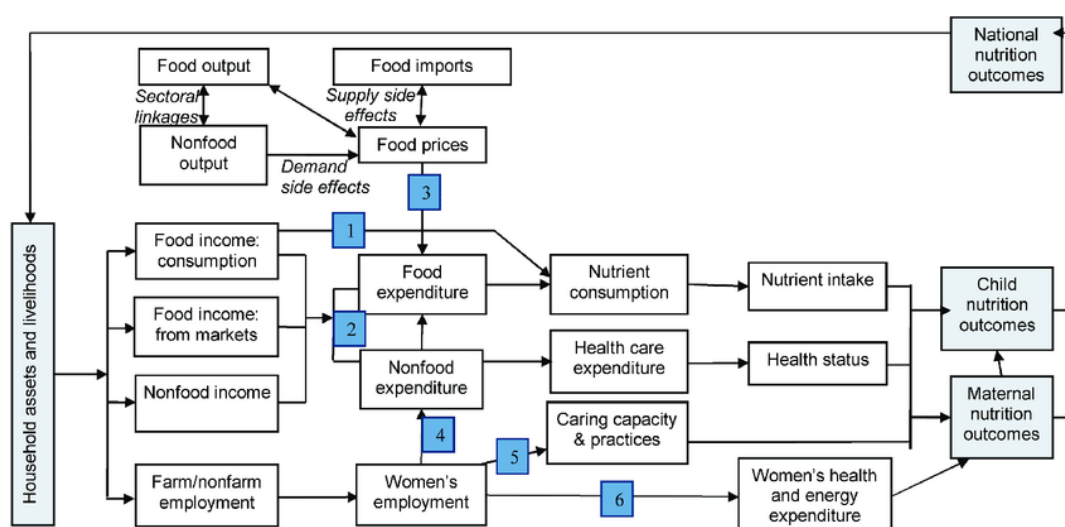 National
nutrition
outcomes
Food output
Food imports
Sectoral
linkages
Supply side
effects
Nonfood
output
Food prices
Demand
side effects
3
Household assets and livelihoods
1
Food income:
consumption
Food
expenditure
Nutrient
consumption
Nutrient intake
Child
nutrition
outcomes
Food income:
from markets
2
Nonfood income
Nonfood
expenditure
Health care
expenditure
Health status
Maternal
nutrition
outcomes
4
Caring capacity
& practices
5
Farm/nonfarm
employment
Women's
employment
6
Women's health
and energy
expenditure